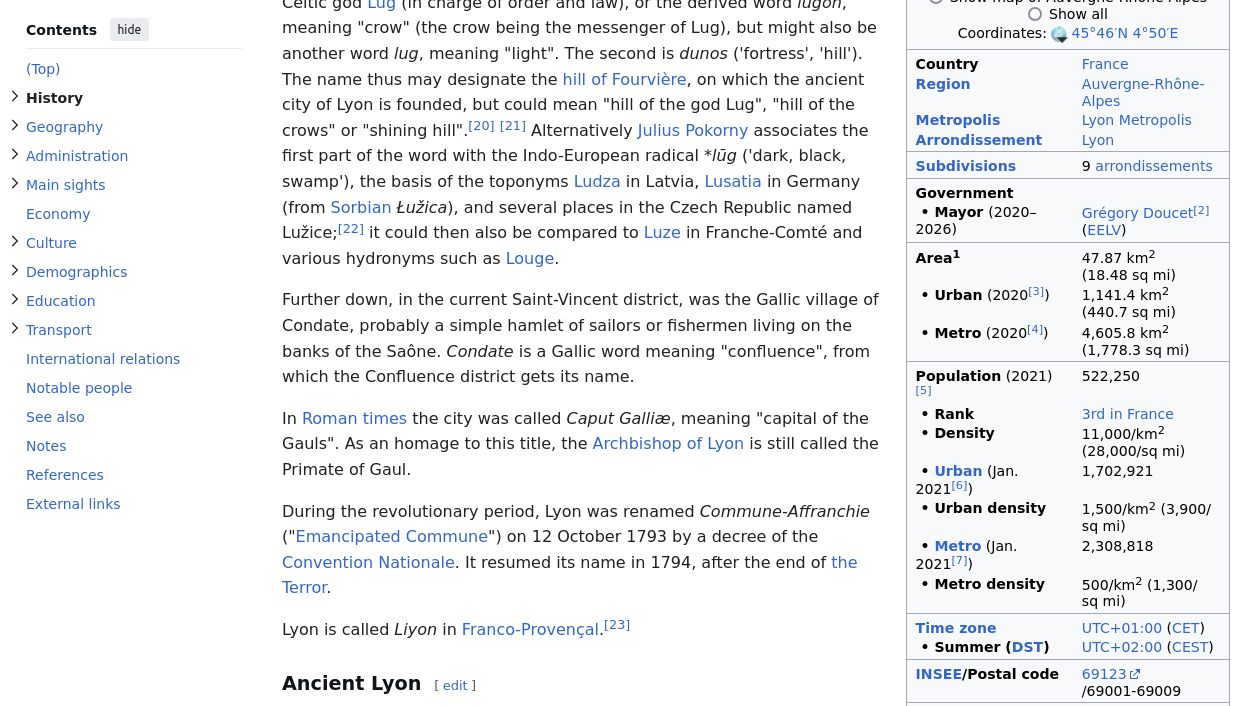 Contents hide
(Top)
History
Geography
Administration
Main sights
Economy
Culture
Demographics
Education
Transport
International relations
Notable people
See also
Notes
References
External links
Celtic god Lug (in charge of order and law), or the derived word lugon,
meaning "crow" (the crow being the messenger of Lug), but might also be
another word lug, meaning "light". The second is dunos ('fortress', 'hill').
The name thus may designate the hill of Fourvière, on which the ancient
city of Lyon is founded, but could mean "hill of the god Lug", "hill of the
crows" or "shining hill".[20] [21] Alternatively Julius Pokorny associates the
first part of the word with the Indo-European radical *lūg ('dark, black,
swamp'), the basis of the toponyms Ludza in Latvia, Lusatia in Germany
(from Sorbian Łužica), and several places in the Czech Republic named
Lužice;[22] it could then also be compared to Luze in Franche-Comté and
various hydronyms such as Louge.
Further down, in the current Saint-Vincent district, was the Gallic village of
Condate, probably a simple hamlet of sailors or fishermen living on the
banks of the Saône. Condate is a Gallic word meaning "confluence", from
which the Confluence district gets its name.
In Roman times the city was called Caput Galliæ, meaning "capital of the
Gauls". As an homage to this title, the Archbishop of Lyon is still called the
Primate of Gaul.
During the revolutionary period, Lyon was renamed Commune-Affranchie
("Emancipated Commune") on 12 October 1793 by a decree of the
Convention Nationale. It resumed its name in 1794, after the end of the
Terror.
Lyon is called Liyon in Franco-Provençal.[23]
Ancient Lyon [ edit ]
Show map of Auvergne-Rhône-Alpes
Show all
Coordinates: 45°46′N 4°50′E
Country France
Region Auvergne-Rhône-
Alpes
Metropolis Lyon Metropolis
Arrondissement Lyon
Subdivisions 9 arrondissements
Government
• Mayor (2020– Grégory Doucet[2]
2026) (EELV)
Area1 47.87 km2
(18.48 sq mi)
• Urban (2020[3]) 1,141.4 km2
(440.7 sq mi)
• Metro (2020[4]) 4,605.8 km2
(1,778.3 sq mi)
Population (2021) 522,250
[5]
• Rank 3rd in France
• Density 11,000/km2
(28,000/sq mi)
• Urban (Jan. 1,702,921
2021[6])
• Urban density 1,500/km2 (3,900/
sq mi)
• Metro (Jan. 2,308,818
2021[7])
• Metro density 500/km2 (1,300/
sq mi)
Time zone UTC+01:00 (CET)
• Summer (DST) UTC+02:00 (CEST)
INSEE/Postal code 69123
/69001-69009